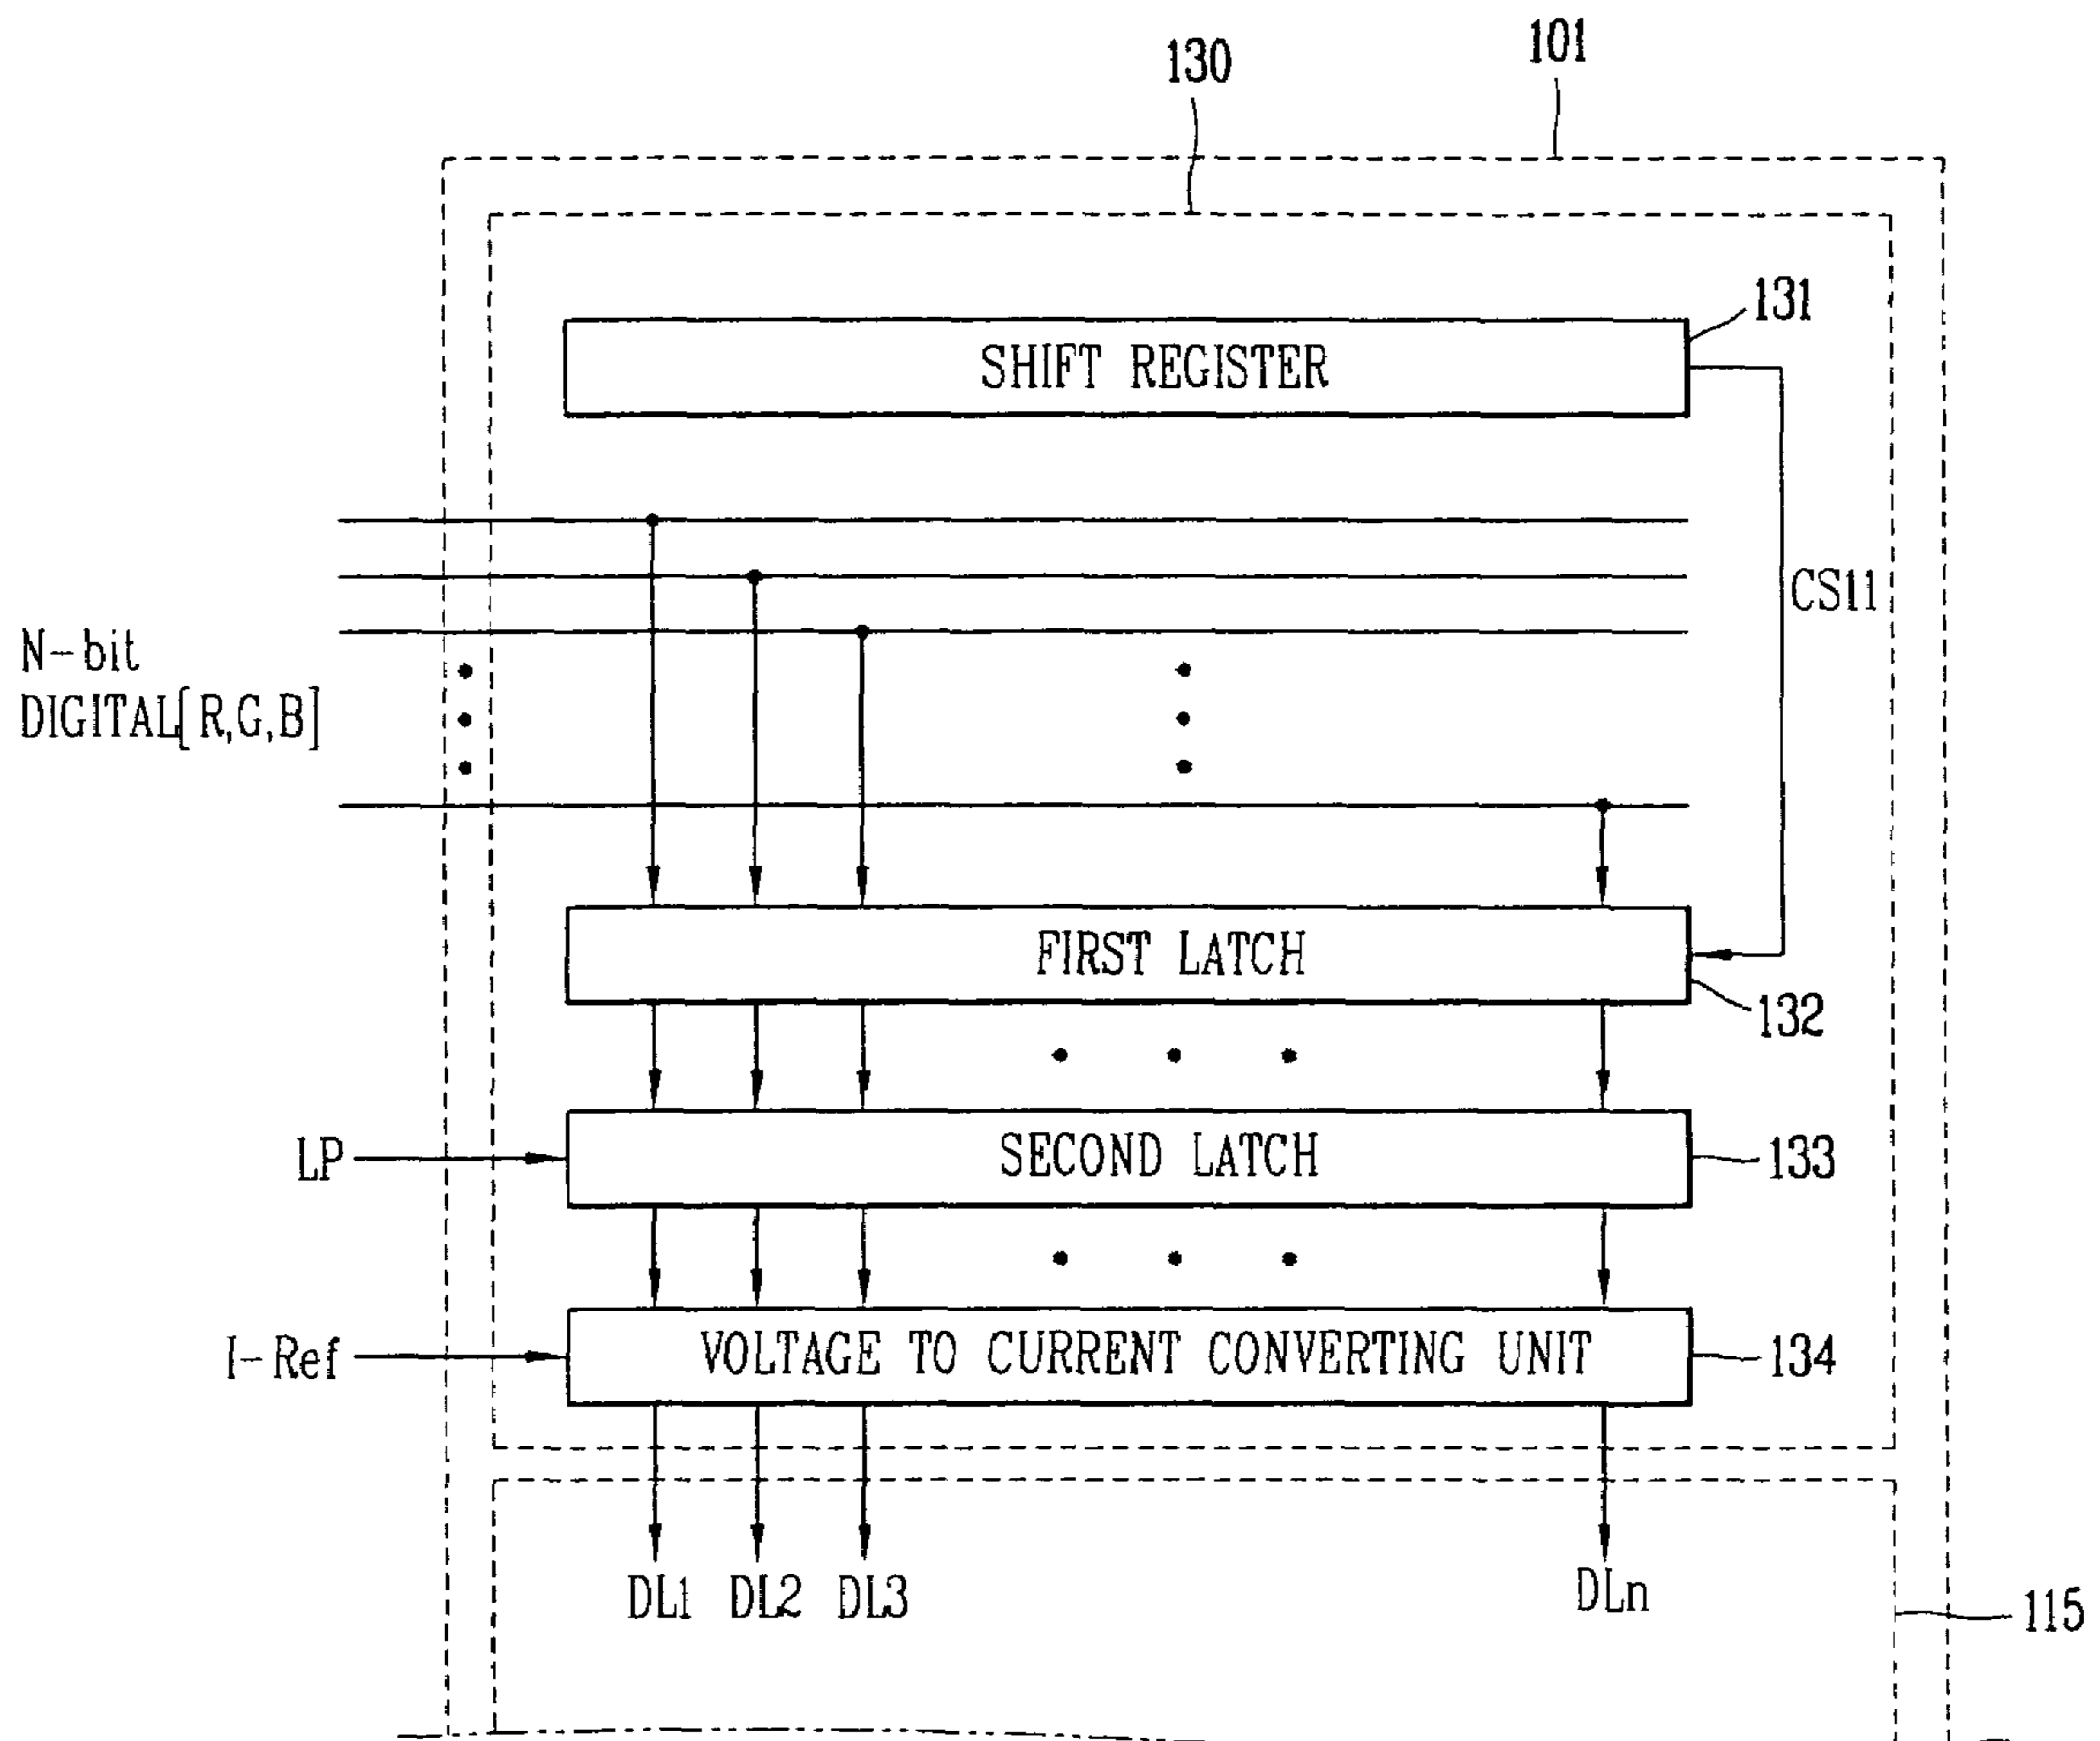 101
130
131
SHIFT REGISTER
CS11
N-bit
DIGITAL[R,G,B]
FIRST LATCH
132
LP
SECOND LATCH
133
I-Ref
VOLTAGE TO CURRENT CONVERTING UNIT
134
DL1 DL2 DL3 DLn
115